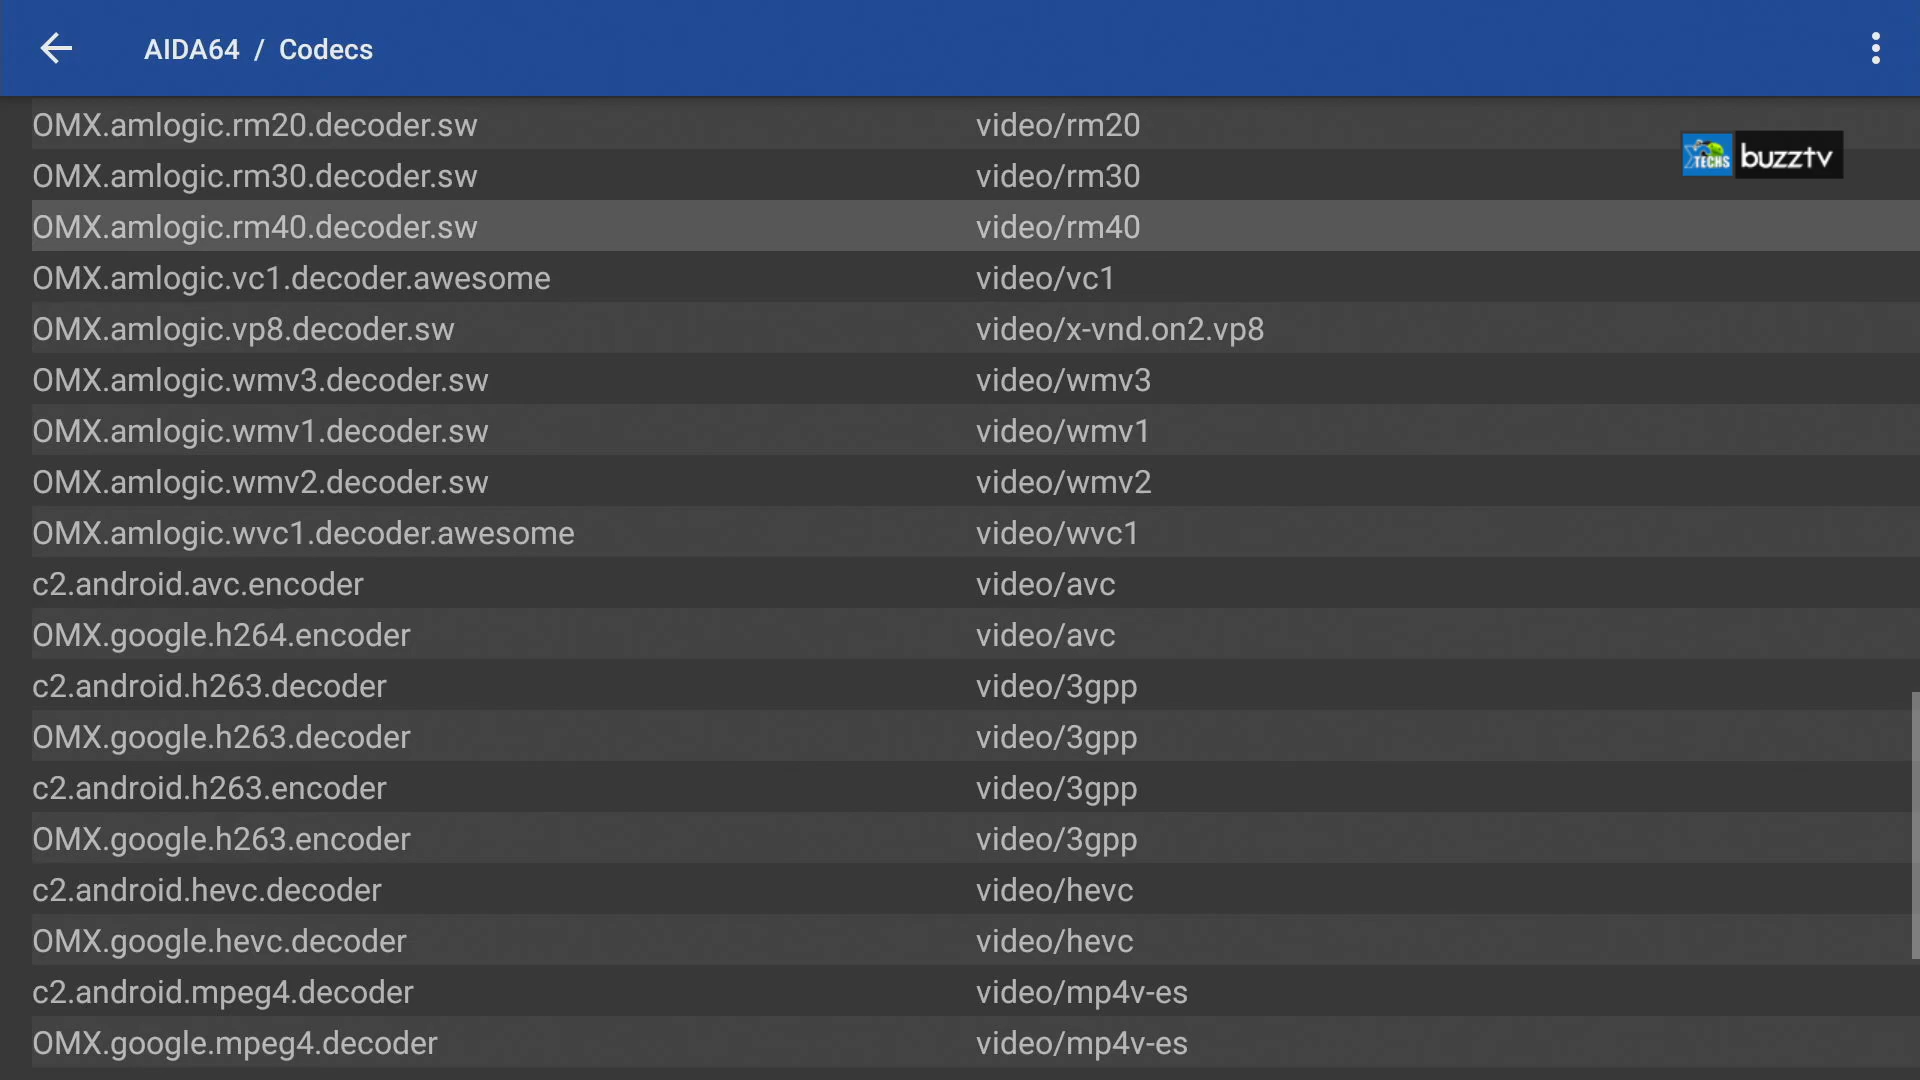 AIDA64 / Codecs
OMX.amlogic.rm20.decoder.sw video/rm20
OMX.amlogic.rm30.decoder.sw video/rm30
TECHS buzztv
OMX.amlogic.rm40.decoder.sw video/rm40
OMX.amlogic.vc1.decoder.awesome video/vc1
OMX.amlogic.vp8.decoder.sw video/x-vnd.on2.vp8
OMX.amlogic.wmv3.decoder.sw video/wmv3
OMX.amlogic.wmv1.decoder.sw video/wmv1
OMX.amlogic.wmv2.decoder.sw video/wmv2
OMX.amlogic.wvc1.decoder.awesome video/wvc1
c2.android.avc.encoder video/avc
OMX.google.h264.encoder video/avc
c2.android.h263.decoder video/3gpp
OMX.google.h263.decoder video/3gpp
c2.android.h263.encoder video/3gpp
OMX.google.h263.encoder video/3gpp
c2.android.hevc.decoder video/hevc
OMX.google.hevc.decoder video/hevc
c2.android.mpeg4.decoder video/mp4v-es
OMX.google.mpeg4.decoder video/mp4v-es